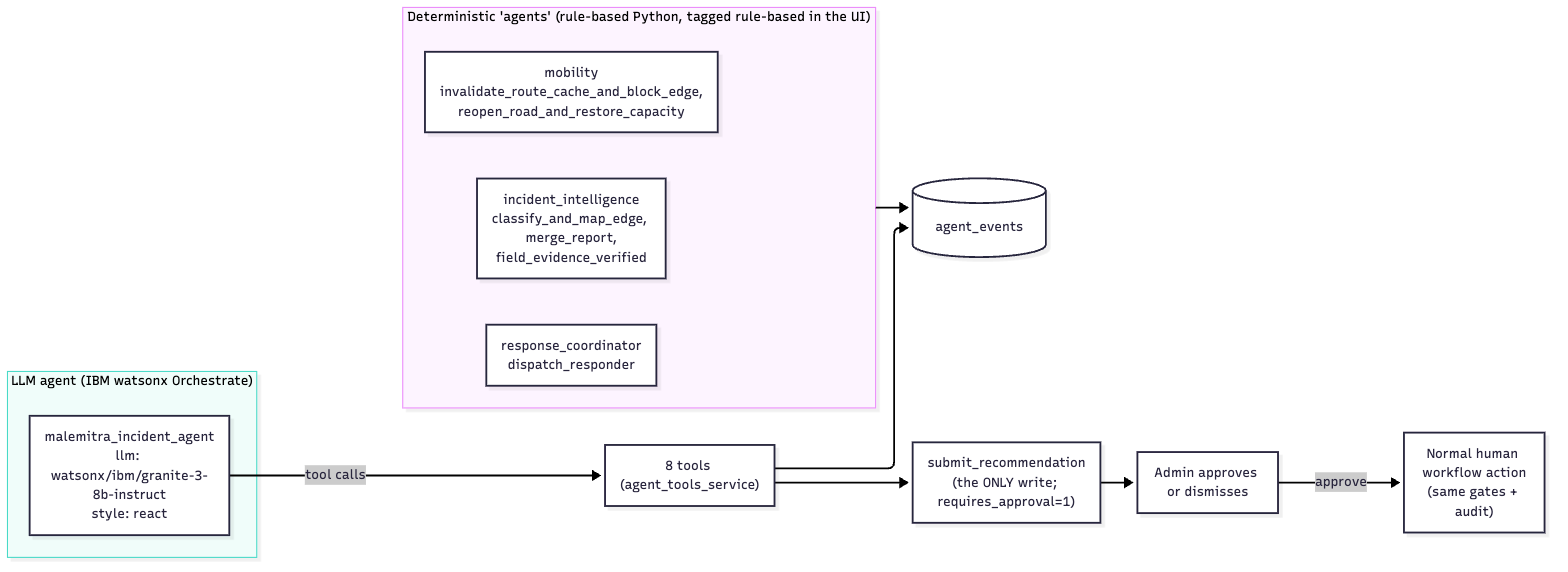 Deterministic 'agents' (rule-based Python, tagged rule-based in the UI)
mobility
invalidate_route_cache_and_block_edge,
reopen_road_and_restore_capacity
incident_intelligence
classify_and_map_edge,
merge_report,
field_evidence_verified
response_coordinator
dispatch_responder
agent_events
LLM agent (IBM watsonx Orchestrate)
malemitra_incident_agent
llm:
watsonx/ibm/granite-3-
8b-instruct
style: react
tool calls
8 tools
(agent_tools_service)
submit_recommendation
(the ONLY write;
requires_approval=1)
Admin approves
or dismisses
approve
Normal human
workflow action
(same gates +
audit)